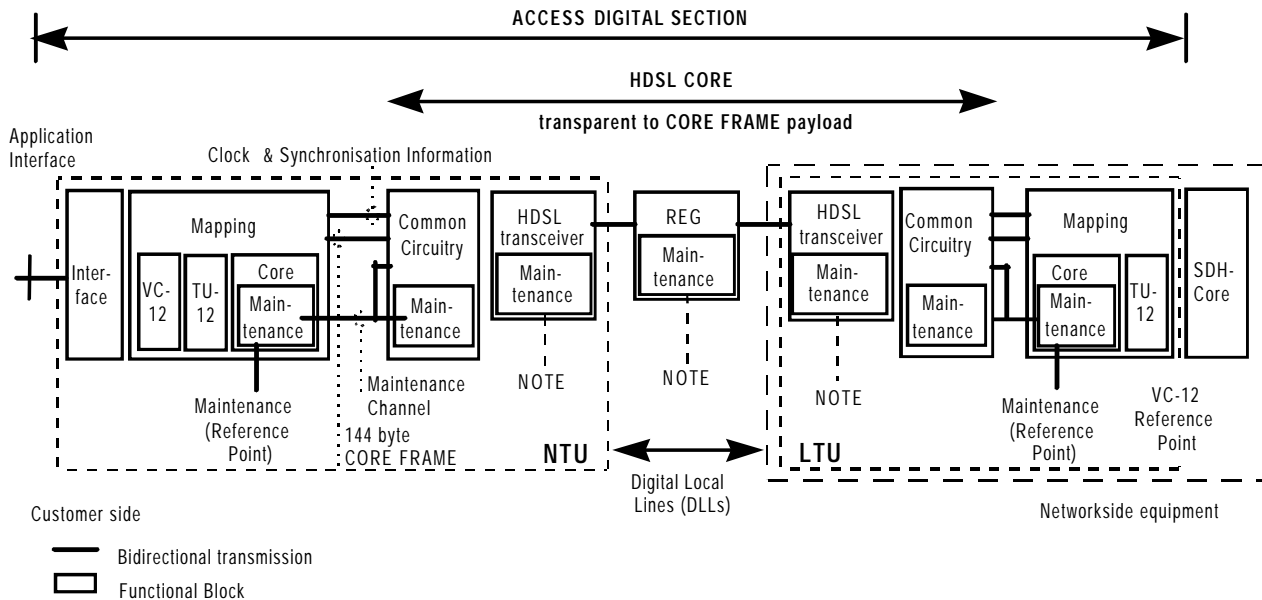 ACCESS DIGITAL SECTION
HDSL CORE
transparent to CORE FRAME payload
Application
Interface
Clock & Synchronisation Information
Inter-
face
Mapping
VC-
12
TU-
12
Core
Main-
tenance
Common
Circuitry
Main-
tenance
HDSL
transceiver
Main-
tenance
REG
Main-
tenance
HDSL
transceiver
Main-
tenance
Common
Circuitry
Main-
tenance
Mapping
Core
Main-
tenance
TU-
12
SDH-
Core
NOTE
NOTE
NOTE
Maintenance
(Reference
Point)
Maintenance
Channel
144 byte
CORE FRAME
NTU
Digital Local
Lines (DLLs)
LTU
Maintenance
(Reference
Point)
VC-12
Reference
Point
Customer side
Networkside equipment
Bidirectional transmission
Functional Block